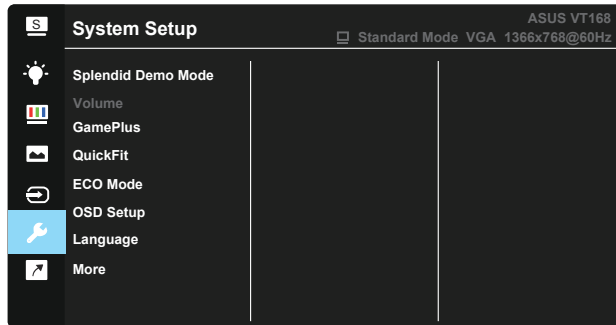 S
System Setup
ASUS VT168
Standard Mode VGA 1366x768@60Hz
Splendid Demo Mode
Volume
GamePlus
QuickFit
ECO Mode
OSD Setup
Language
More